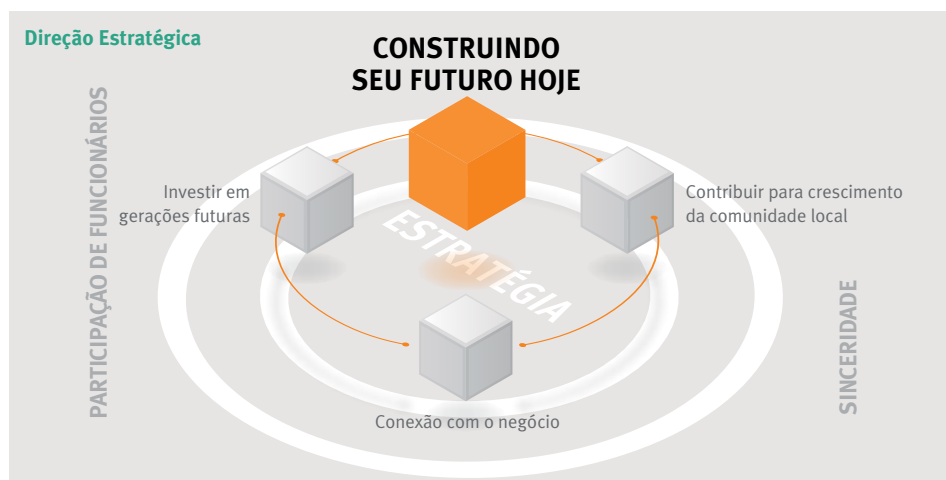 Direção Estratégica
CONSTRUINDO
SEU FUTURO HOJE
PARTICIPAÇÃO DE FUNCIONÁRIOS
Investir em
gerações futuras
Contribuir para crescimento
da comunidade local
ESTRATÉGIA
SINCERIDADE
Conexão com o negócio